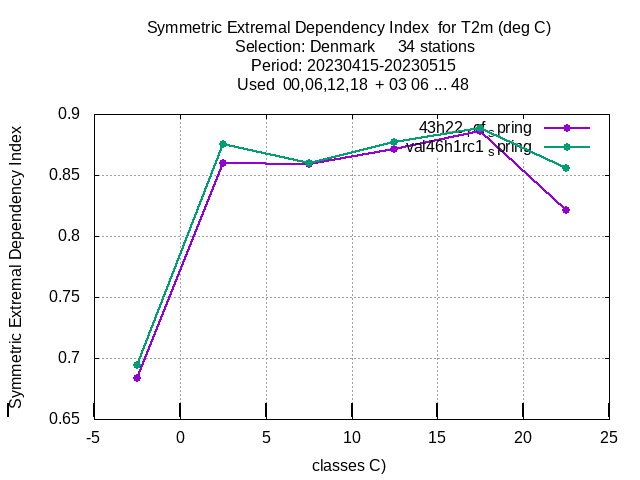 Symmetric Extremal Dependency Index for T2m (deg C)
Selection: Denmark 34 stations
Period: 20230415-20230515
Used 00,06,12,18 + 03 06 ... 48
Symmetric Extremal Dependency Index
0.9
0.85
0.8
0.75
0.7
0.65
-5
0
5
10
15
20
25
classes C)
pring
pring